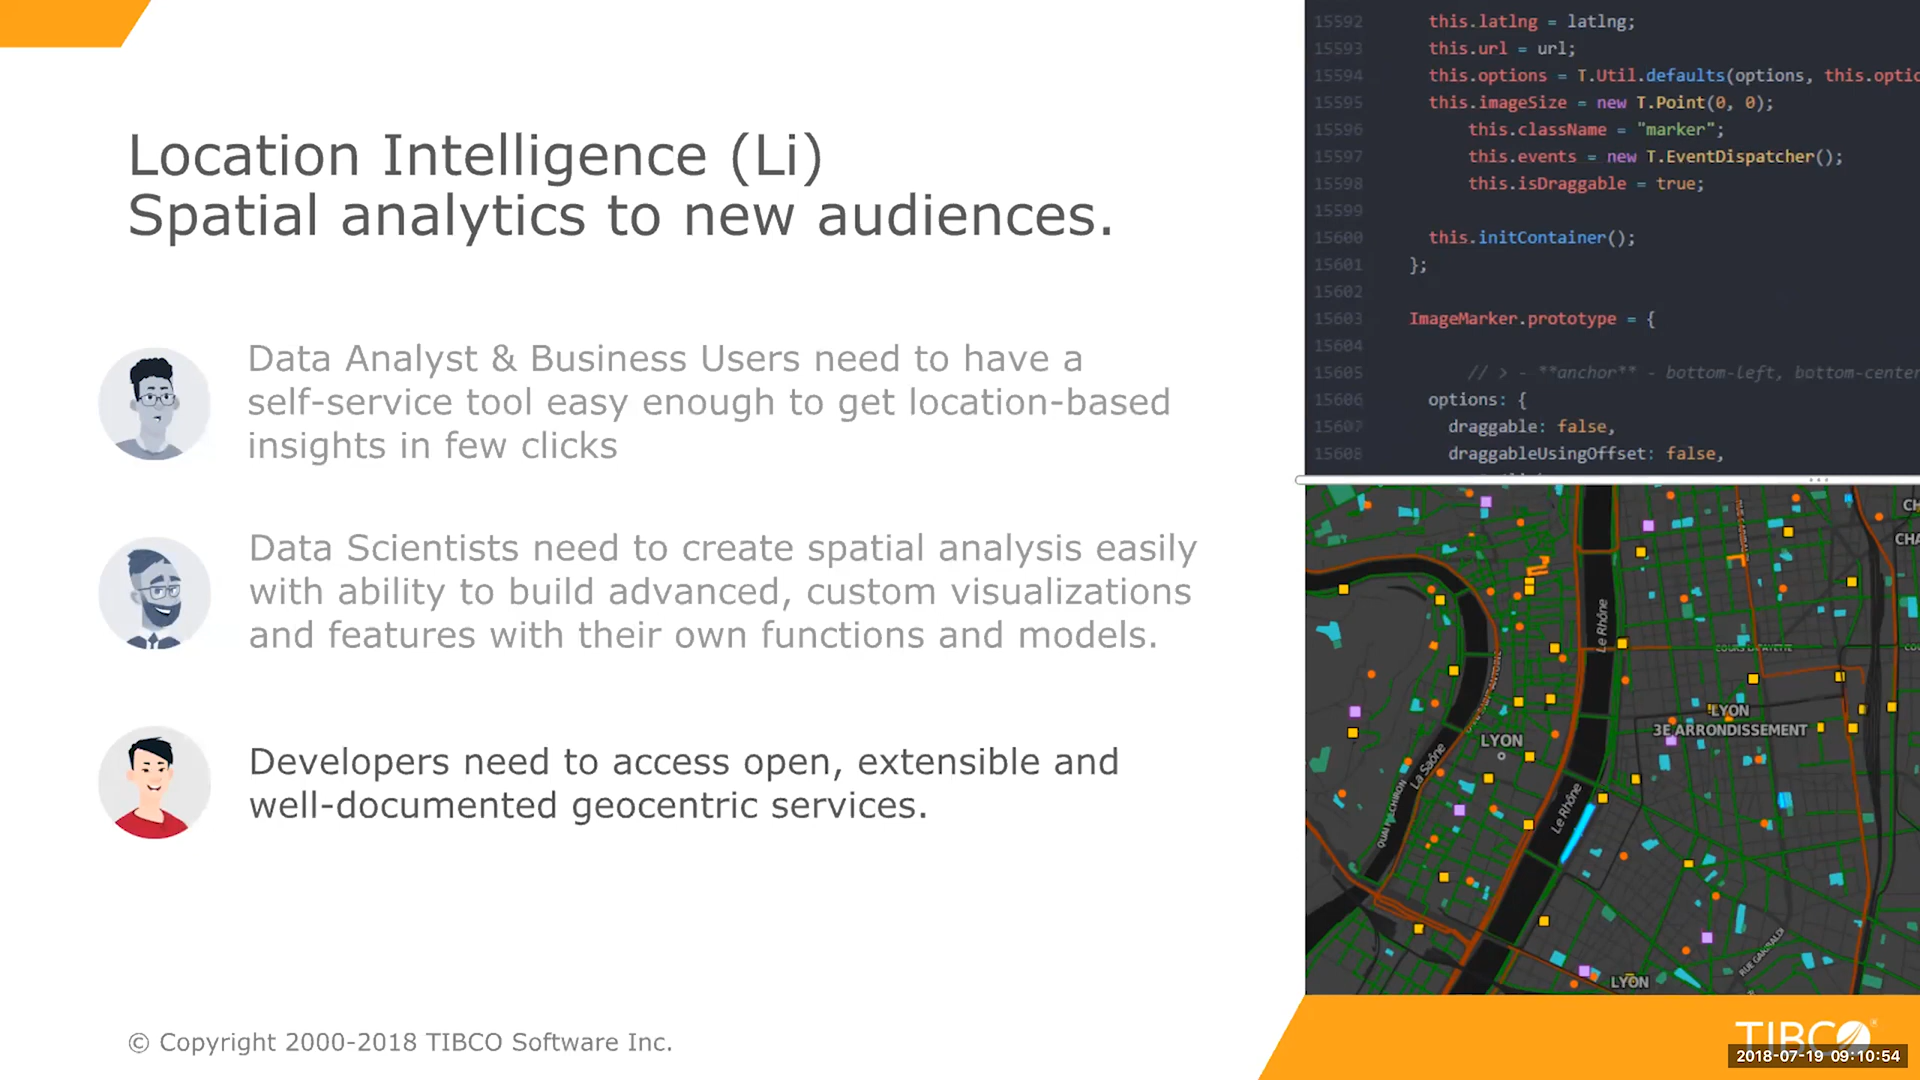 Location Intelligence (Li)
Spatial analytics to new audiences.
Data Analyst & Business Users need to have a
self-service tool easy enough to get location-based
insights in few clicks
Data Scientists need to create spatial analysis easily
with ability to build advanced, custom visualizations
and features with their own functions and models.
Developers need to access open, extensible and
well-documented geocentric services.
© Copyright 2000-2018 TIBCO Software Inc.
15592 this.latlng = latlng;
15593 this.url = url;
15594 this.options = T.Util.defaults(options, this.optio
15595 this.imageSize = new T.Point(0, 0);
15596 this.className = "marker";
15597 this.events = new T.EventDispatcher();
15598 this.isDraggable = true;
15599
15600 this.initContainer();
15601 };
15602
15603 ImageMarker.prototype = {
15604
15605 // > - **anchor** - bottom-left, bottom-center
15606 options: {
15607 draggable: false,
15608 draggableUsingOffset: false,
CH
CHA
Le Rhône
LYON
3E ARRONDISSEMENT
LYON
La Saône
Le Rhône
RUE GARIBALDI
LYON
TIBCO
2018-07-19 09:10:54